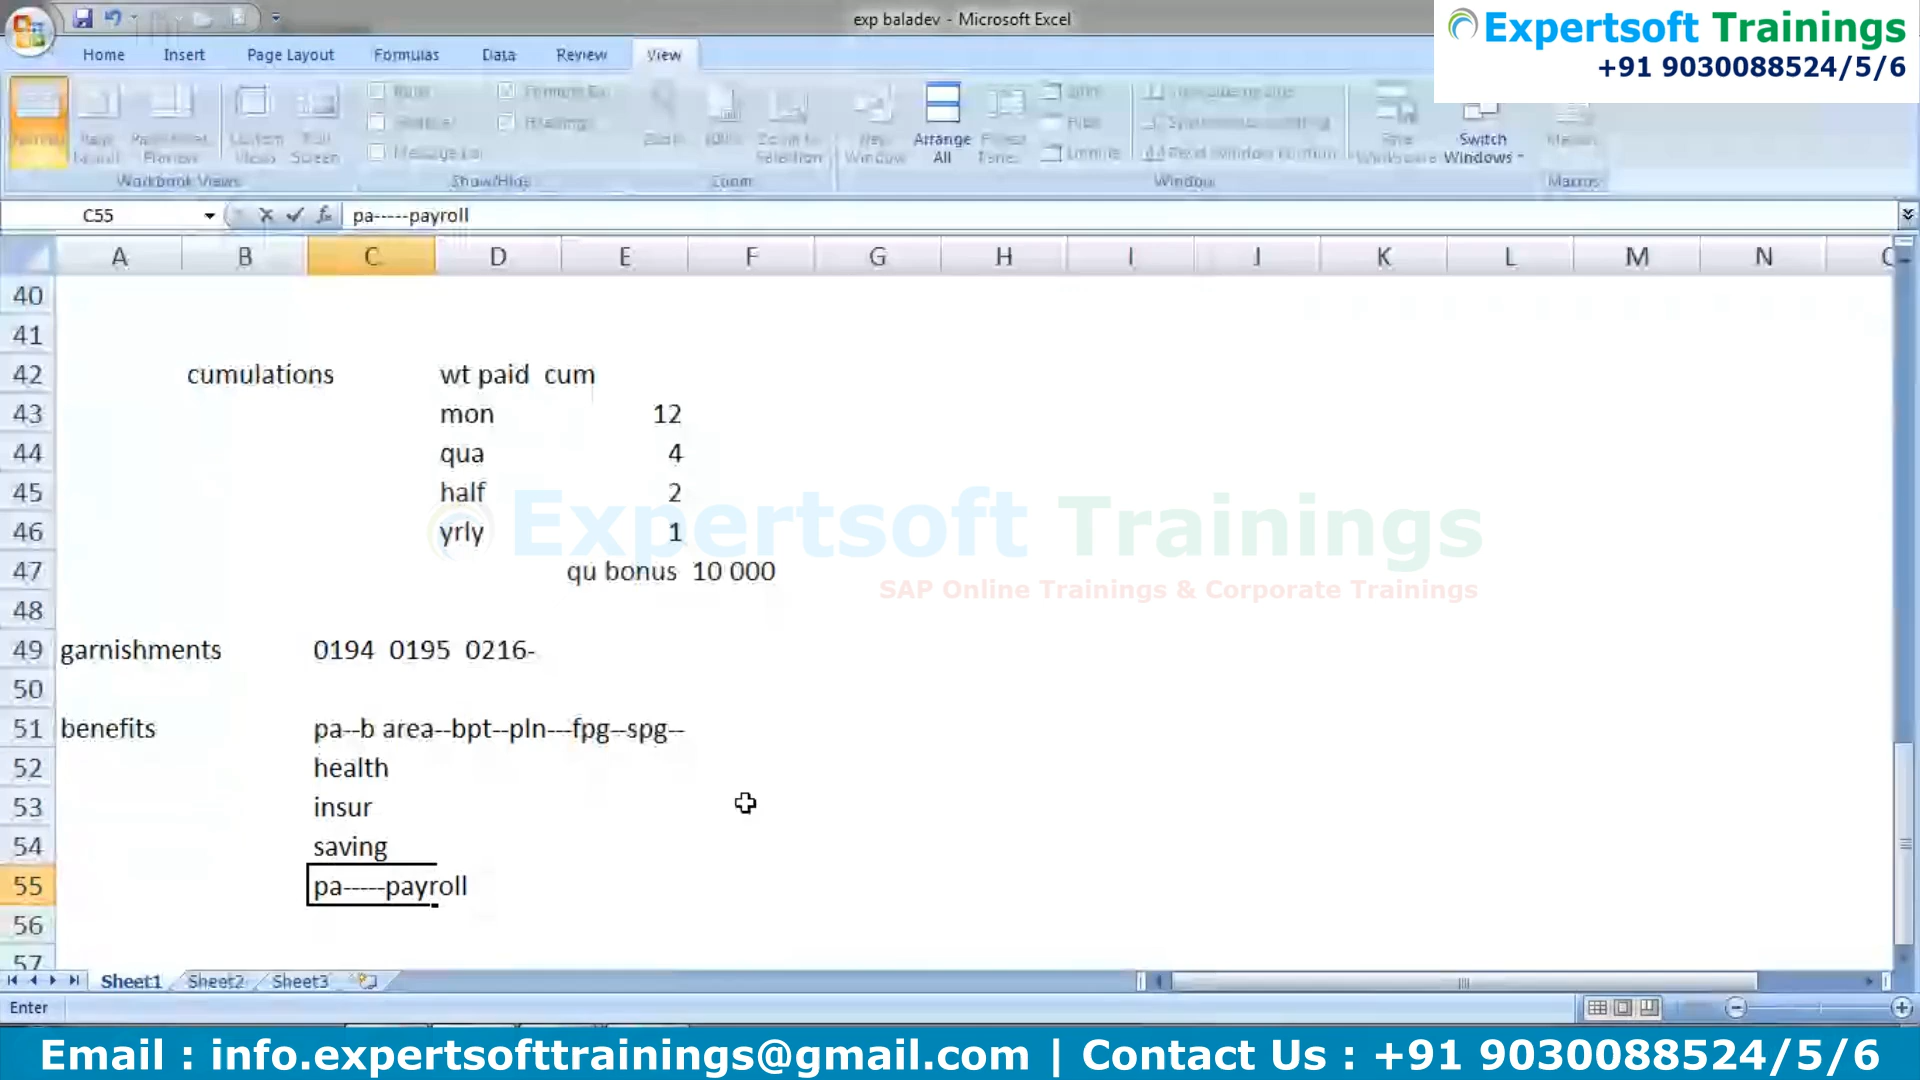 exp baladev - Microsoft Excel
Expertsoft Trainings
+91 9030088524/5/6
Home Insert Page Layout Formulas Data Review View
Arrange All
Switch Windows
Workbook Views Show/Hide Zoom Window Macros
C55 fx pa-----payroll
A B C D E F G H I J K L M N
40
41
42 cumulations wt paid cum
43 mon 12
44 qua 4
45 half 2
46 yrly 1
47 qu bonus 10 000
48
49 garnishments 0194 0195 0216-
50
51 benefits pa--b area--bpt--pln---fpg--spg--
52 health
53 insur
54 saving
55 pa-----payroll
56
57
Expertsoft Trainings
SAP Online Trainings & Corporate Trainings
Sheet1 Sheet2 Sheet3
Enter
Email : info.expertsofttrainings@gmail.com | Contact Us : +91 9030088524/5/6